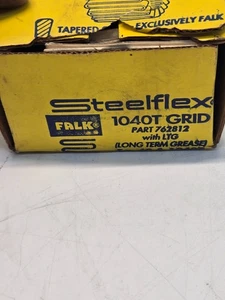 TAPERED
EXCLUSIVELY FALK
Steelflex
FALK
1040T GRID
PART 762812
with LTG
(LONG TERM GREASE)